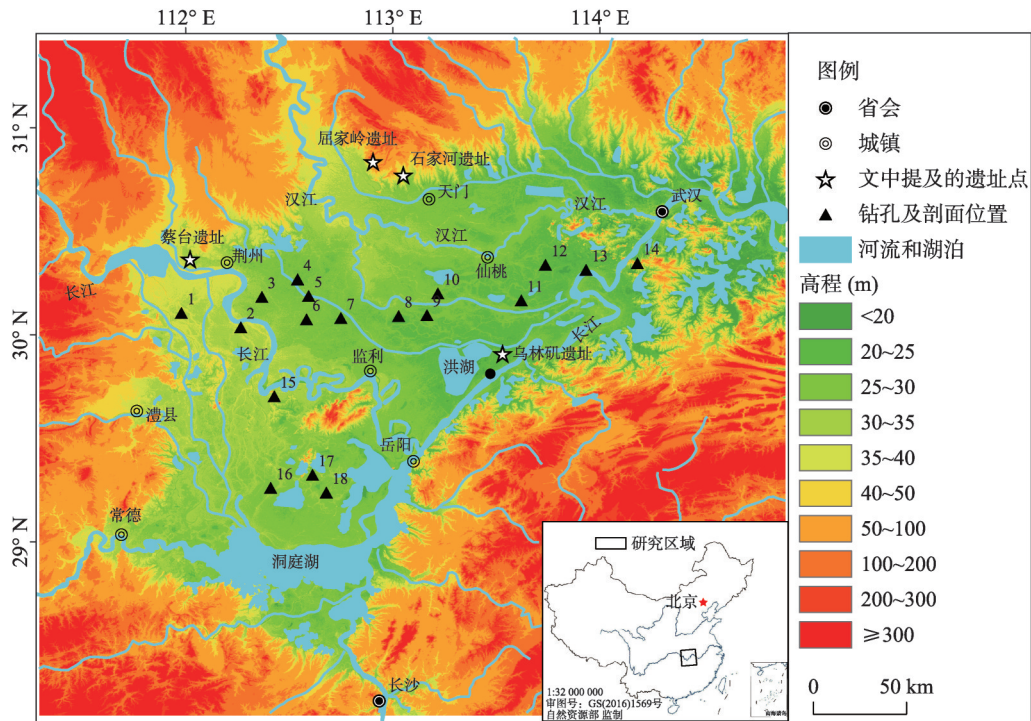 112° E
113° E
114° E
31° N
30° N
29° N
屈家岭遗址
石家河遗址
天门
汉江
汉江
武汉
蔡台遗址
荆州
汉江
仙桃
长江
1
2
3
4
5
6
7
8
9
10
11
12
13
14
长江
长江
监利
洪湖
乌林矶遗址
15
澧县
岳阳
16
17
18
常德
洞庭湖
长沙
图例
省会
城镇
文中提及的遗址点
钻孔及剖面位置
河流和湖泊
高程 (m)
<20
20~25
25~30
30~35
35~40
40~50
50~100
100~200
200~300
≥300
0 50 km
研究区域
北京
1:32 000 000
审图号：GS(2016)1569号
自然资源部 监制
南海诸岛